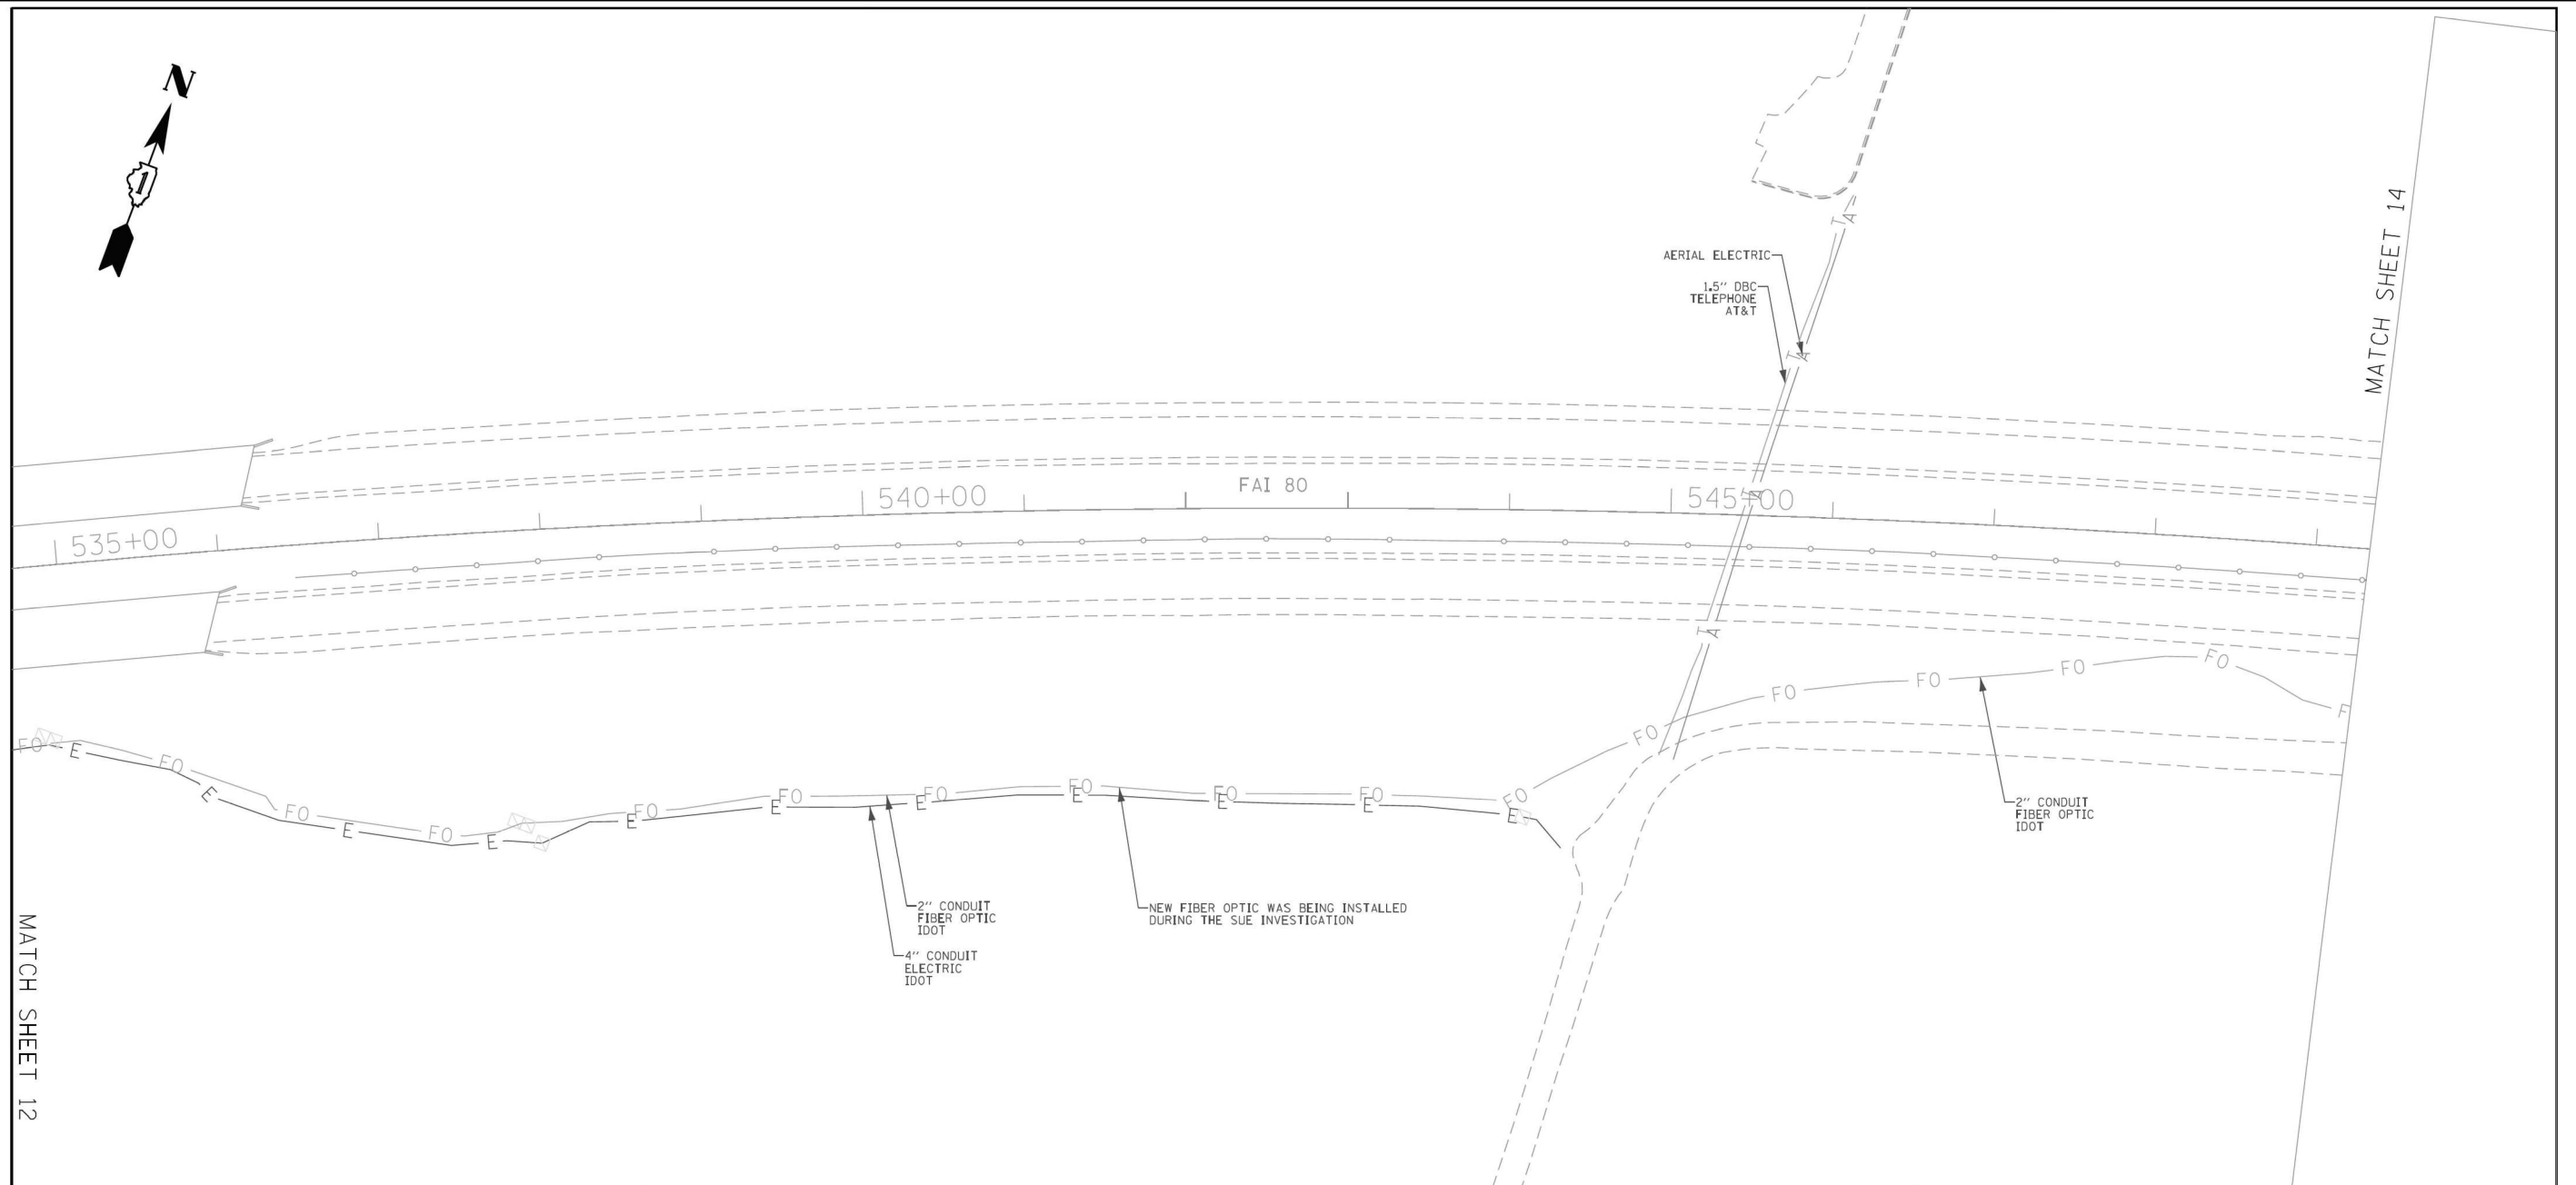 N
1
MATCH SHEET 14
AERIAL ELECTRIC
1.5" DBC
TELEPHONE
AT&T
T
A
T
A
T
A
T
A
535+00
540+00
FAI 80
545+00
FO
E
FO
E
FO
E
FO
E
FO
E
FO
E
FO
E
FO
E
FO
E
FO
E
FO
E
FO
FO
FO
FO
FO
F
2" CONDUIT
FIBER OPTIC
IDOT
4" CONDUIT
ELECTRIC
IDOT
NEW FIBER OPTIC WAS BEING INSTALLED
DURING THE SUE INVESTIGATION
2" CONDUIT
FIBER OPTIC
IDOT
MATCH SHEET 12